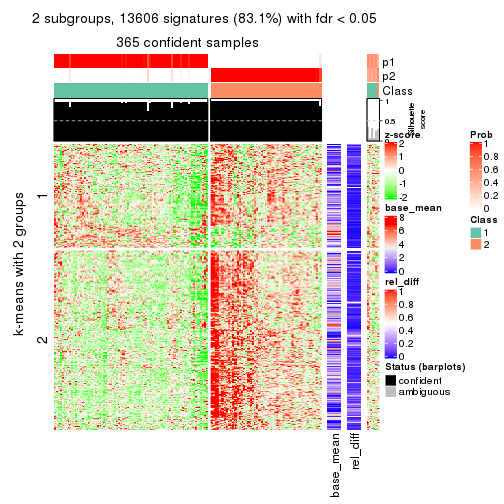 2 subgroups, 13606 signatures (83.1%) with fdr < 0.05
365 confident samples
p1
p2
Class
1
0.5
0
Silhouette
score
k-means with 2 groups
1
2
base_mean
rel_diff
z-score
2
1
0
-1
-2
base_mean
8
6
4
2
0
rel_diff
1
0.8
0.6
0.4
0.2
0
Status (barplots)
confident
ambiguous
Prob
1
0.8
0.6
0.4
0.2
0
Class
1
2